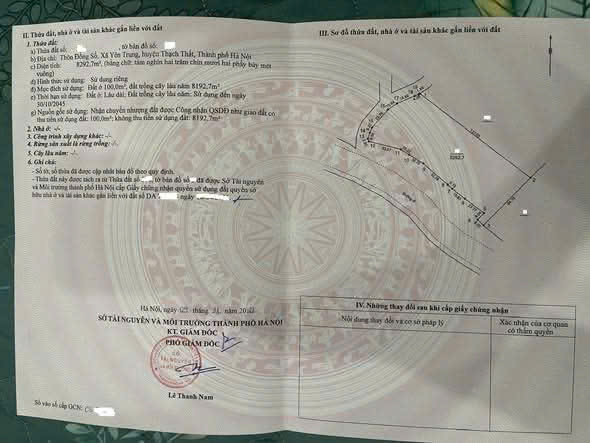 II. Thửa đất, nhà ở và tài sản khác gắn liền với đất
1. Thửa đất:
a) Thửa đất số: , tờ bản đồ số:
b) Địa chỉ: Thôn Đồng Sổ, Xã Yên Trung, huyện Thạch Thất, Thành phố Hà Nội
c) Diện tích: 8292,7m², (bằng chữ: tám nghìn hai trăm chín mươi hai phẩy bảy mét
vuông)
d) Hình thức sử dụng: Sử dụng riêng
đ) Mục đích sử dụng: Đất ở 100,0m²; đất trồng cây lâu năm 8192,7m².
e) Thời hạn sử dụng: Đất ở: Lâu dài; Đất trồng cây lâu năm: Sử dụng đến ngày
30/10/2045
g) Nguồn gốc sử dụng: Nhận chuyển nhượng đất được Công nhận QSDĐ như giao đất có
thu tiền sử dụng đất: 100,0m²; không thu tiền sử dụng đất: 8192,7m².
2. Nhà ở: -/-
3. Công trình xây dựng khác: -/-
4. Rừng sản xuất là rừng trồng: -/-
5. Cây lâu năm: -/-
6. Ghi chú:
- Số tờ, số thửa đã được cập nhật bản đồ theo quy định.
- Thửa đất này được tách ra từ Thửa đất số , tờ bản đồ số đã được Sở Tài nguyên
và Môi trường thành phố Hà Nội cấp Giấy chứng nhận quyền sử dụng đất quyền sở
hữu nhà ở và tài sản khác gắn liền với đất số DA ngày
Hà Nội, ngày tháng năm
SỞ TÀI NGUYÊN VÀ MÔI TRƯỜNG THÀNH PHỐ HÀ NỘI
KT. GIÁM ĐỐC
PHÓ GIÁM ĐỐC
Lê Thanh Nam
Số vào sổ cấp GCN:
III. Sơ đồ thửa đất, nhà ở và tài sản khác gắn liền với đất
8292,7
IV. Những thay đổi sau khi cấp giấy chứng nhận
Nội dung thay đổi và cơ sở pháp lý
Xác nhận của cơ quan
có thẩm quyền